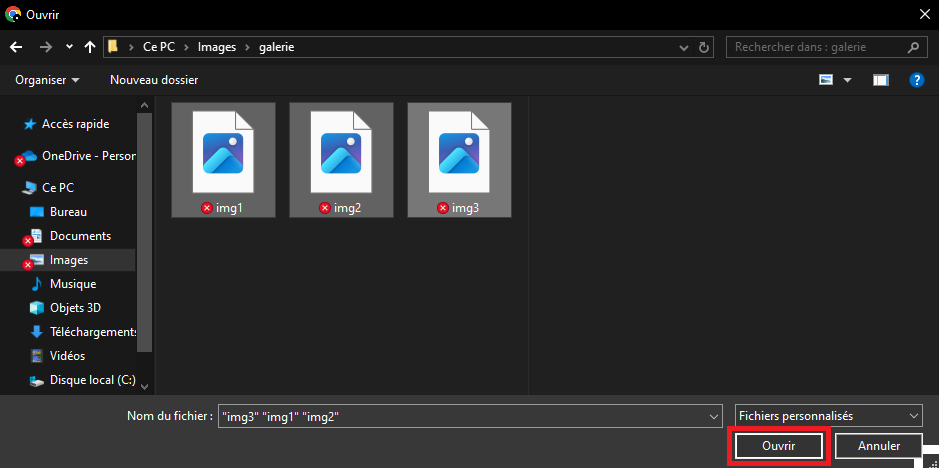 Ouvrir
Ce PC > Images > galerie
Rechercher dans : galerie
Organiser
Nouveau dossier
?
Accès rapide
OneDrive - Person
Ce PC
Bureau
Documents
Images
Musique
Objets 3D
Téléchargements
Vidéos
Disque local (C:)
img1
img2
img3
Nom du fichier :
"img3" "img1" "img2"
Fichiers personnalisés
Ouvrir
Annuler